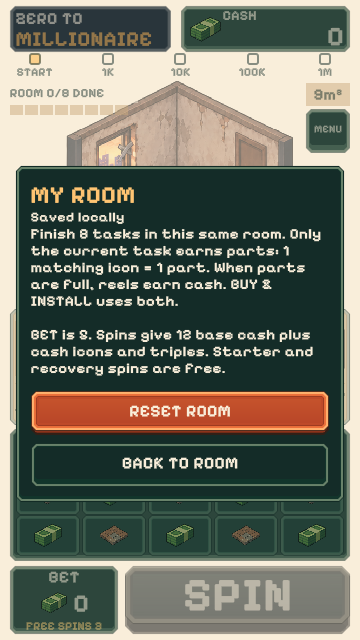 ZERO TO
MILLIONAIRE
CASH
0
START
1K
10K
100K
1M
ROOM 0/8 DONE
9m²
MENU
MY ROOM
Saved locally
Finish 8 tasks in this same room. Only
the current task earns parts: 1
matching icon = 1 part. When parts
are full, reels earn cash. BUY &
INSTALL uses both.
BET is 8. Spins give 12 base cash plus
cash icons and triples. Starter and
recovery spins are free.
RESET ROOM
BACK TO ROOM
BET
0
FREE SPINS 8
SPIN